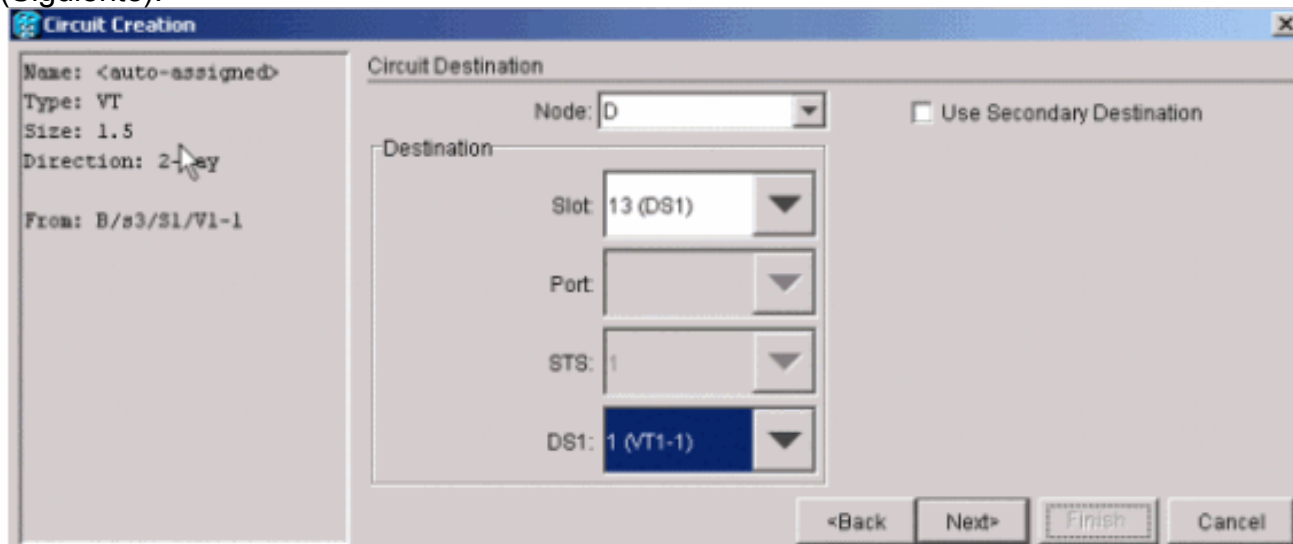 (Siguiente).
Circuit Creation
Name: <auto-assigned>
Type: VT
Size: 1.5
Direction: 2-way
From: B/s3/S1/V1-1
Circuit Destination
Node: D
Use Secondary Destination
Destination
Slot: 13 (DS1)
Port:
STS: 1
DS1: 1 (VT1-1)
<Back Next> Finish Cancel